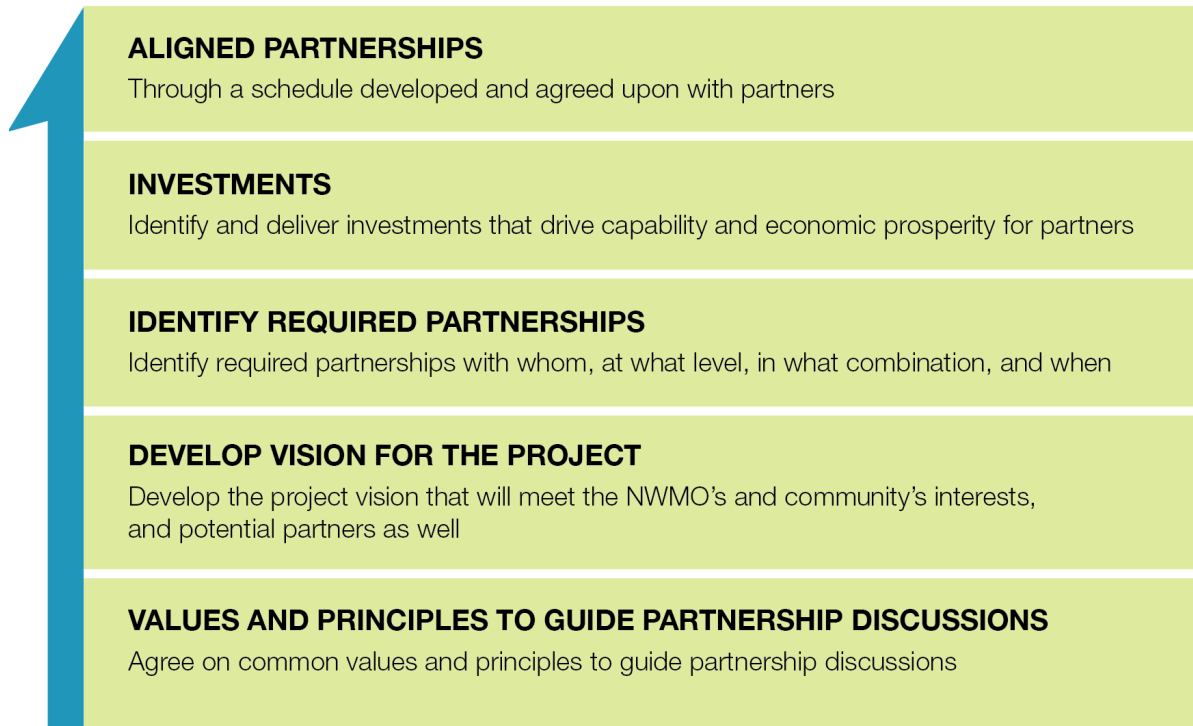 ALIGNED PARTNERSHIPS
Through a schedule developed and agreed upon with partners
INVESTMENTS
Identify and deliver investments that drive capability and economic prosperity for partners
IDENTIFY REQUIRED PARTNERSHIPS
Identify required partnerships with whom, at what level, in what combination, and when
DEVELOP VISION FOR THE PROJECT
Develop the project vision that will meet the NWMO’s and community’s interests,
and potential partners as well
VALUES AND PRINCIPLES TO GUIDE PARTNERSHIP DISCUSSIONS
Agree on common values and principles to guide partnership discussions